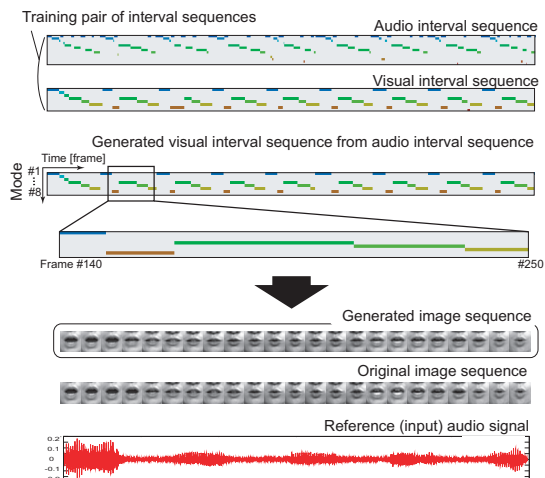 Training pair of interval sequences
Audio interval sequence
Visual interval sequence
Generated visual interval sequence from audio interval sequence
Time [frame]
Mode
#1
#8
Frame #140
#250
Generated image sequence
Original image sequence
Reference (input) audio signal
0.2
0.1
0
-0.1